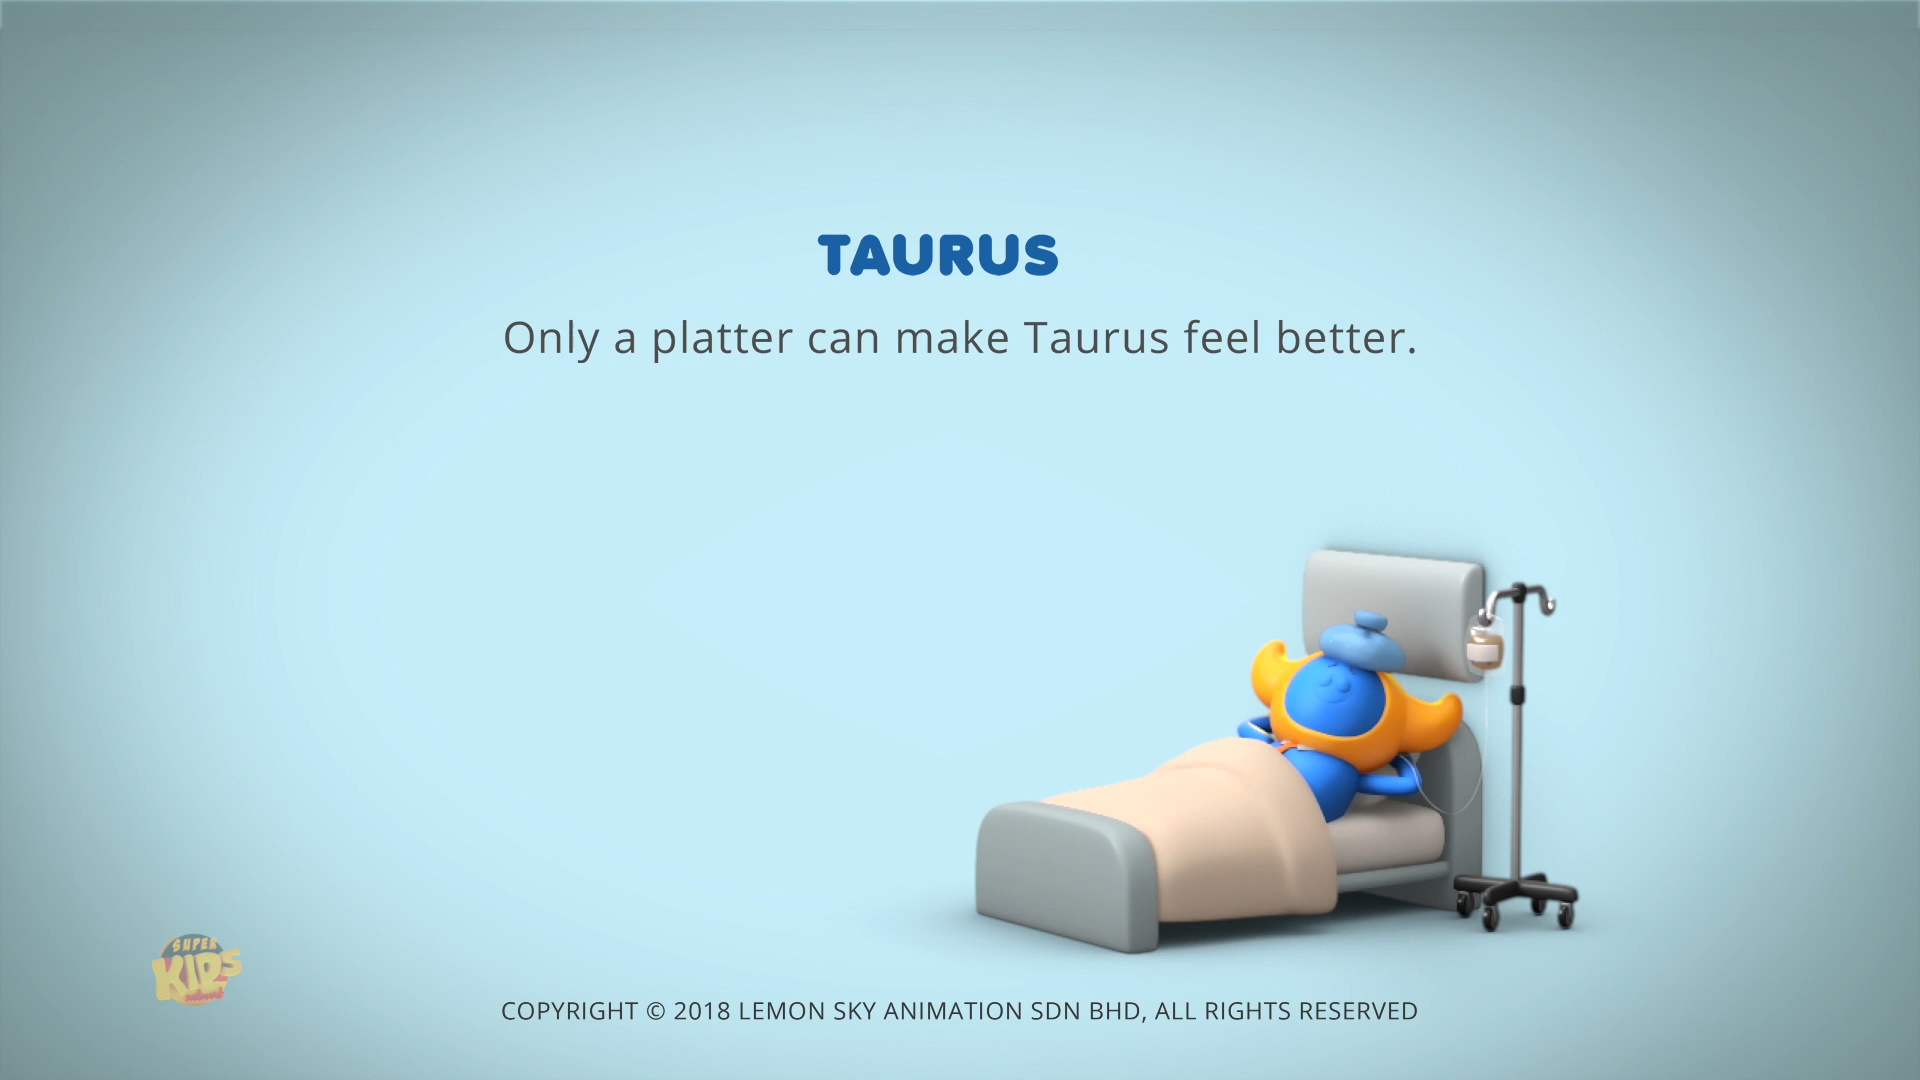 TAURUS
Only a platter can make Taurus feel better.
SUPER
KIDS
network
COPYRIGHT © 2018 LEMON SKY ANIMATION SDN BHD, ALL RIGHTS RESERVED